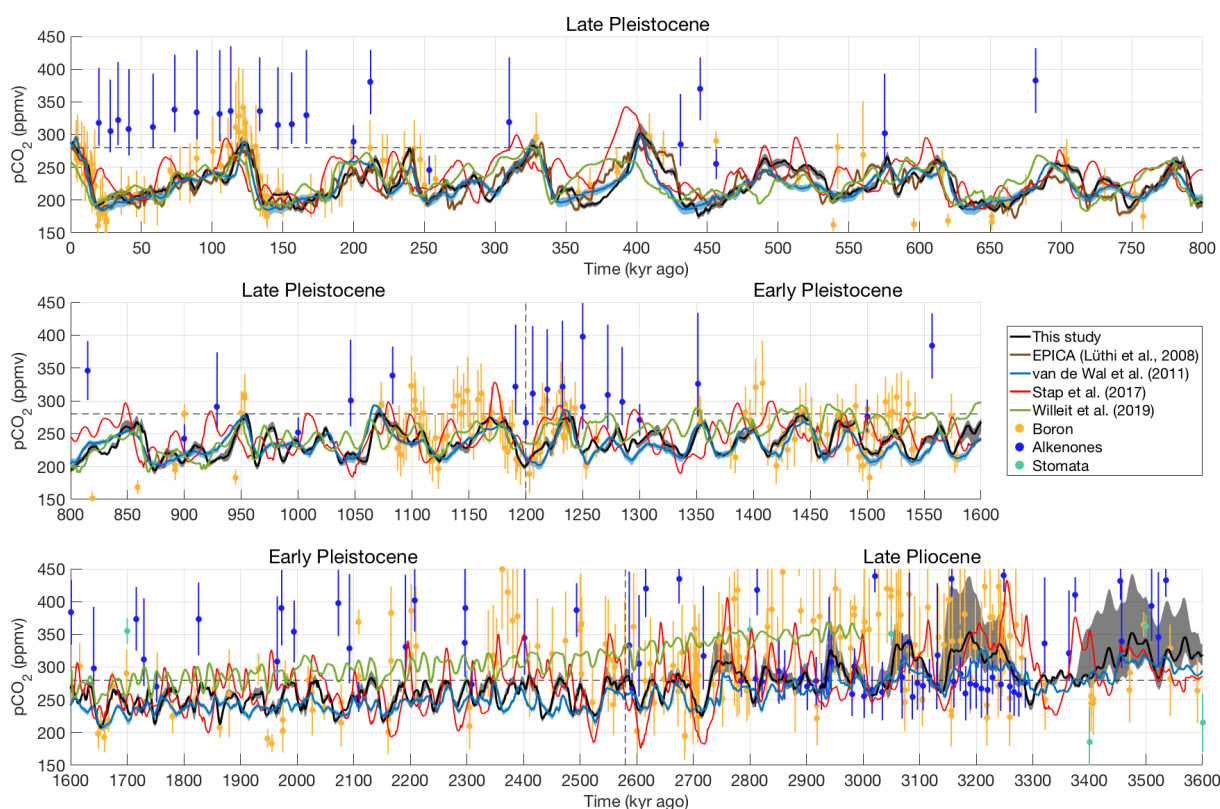 Late Pleistocene
450
400
350
300
250
200
150
pCO2 (ppmv)
0 50 100 150 200 250 300 350 400 450 500 550 600 650 700 750 800
Time (kyr ago)
Late Pleistocene Early Pleistocene
450
400
350
300
250
200
150
pCO2 (ppmv)
800 850 900 950 1000 1050 1100 1150 1200 1250 1300 1350 1400 1450 1500 1550 1600
This study
EPICA (Lüthi et al., 2008)
van de Wal et al. (2011)
Stap et al. (2017)
Willeit et al. (2019)
Boron
Alkenones
Stomata
Early Pleistocene Late Pliocene
450
400
350
300
250
200
150
pCO2 (ppmv)
1600 1700 1800 1900 2000 2100 2200 2300 2400 2500 2600 2700 2800 2900 3000 3100 3200 3300 3400 3500 3600
Time (kyr ago)